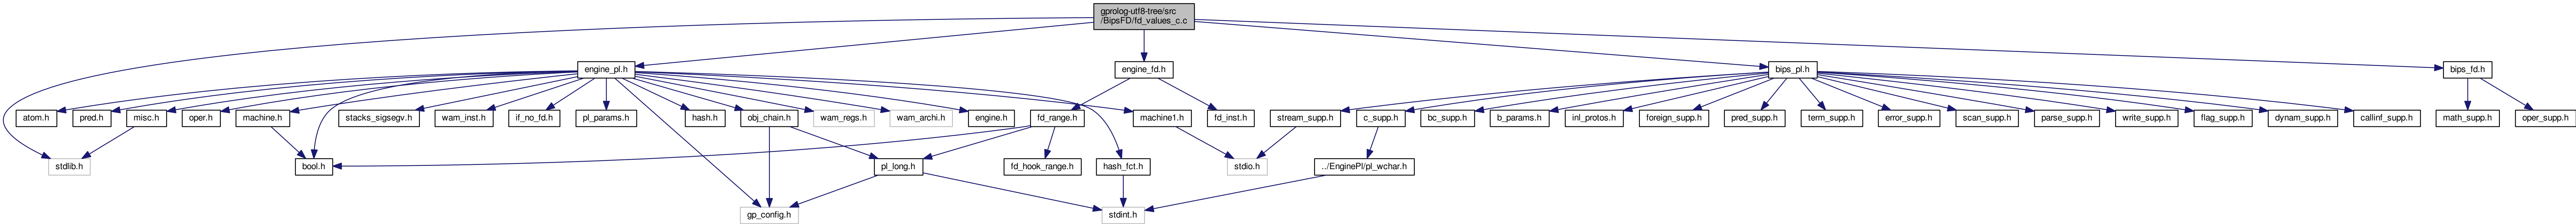 gprolog-utf8-tree/src
/BipsFD/fd_values_c.c
engine_pl.h
engine_fd.h
bips_pl.h
bips_fd.h
atom.h
pred.h
misc.h
oper.h
machine.h
stacks_sigsegv.h
wam_inst.h
if_no_fd.h
pl_params.h
hash.h
obj_chain.h
wam_regs.h
wam_archi.h
engine.h
fd_range.h
machine1.h
fd_inst.h
stream_supp.h
c_supp.h
bc_supp.h
b_params.h
inl_protos.h
foreign_supp.h
pred_supp.h
term_supp.h
error_supp.h
scan_supp.h
parse_supp.h
write_supp.h
flag_supp.h
dynam_supp.h
callinf_supp.h
math_supp.h
oper_supp.h
stdlib.h
bool.h
pl_long.h
fd_hook_range.h
hash_fct.h
stdio.h
../EnginePl/pl_wchar.h
gp_config.h
stdint.h